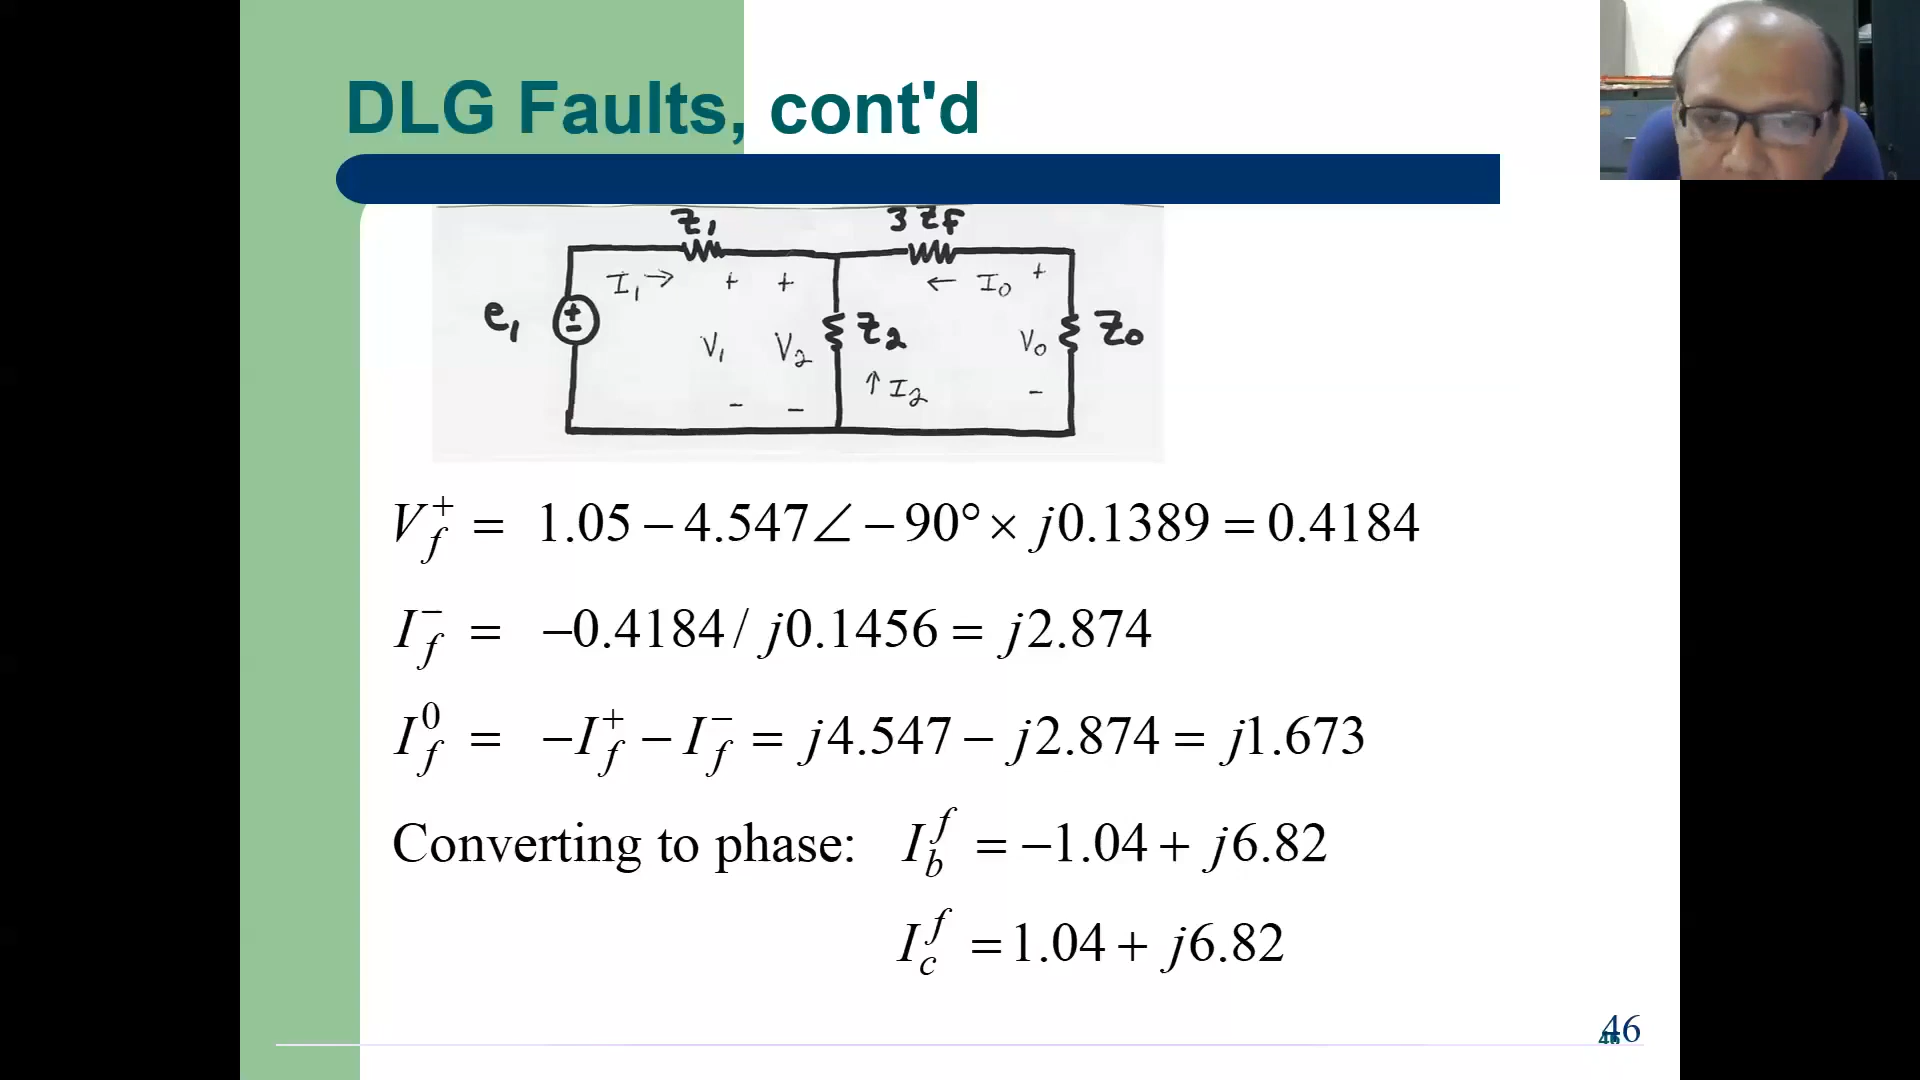 DLG Faults, cont'd
Z₁ 3Zf
I₁ → + + ← I₀ +
e₁ + − V₁ V₂ Z₂ V₀ Z₀
↑ I₂
− − −
V_f^+ = 1.05 − 4.547∠ − 90° × j0.1389 = 0.4184
I_f^− = −0.4184 / j0.1456 = j2.874
I_f^0 = −I_f^+ − I_f^− = j4.547 − j2.874 = j1.673
Converting to phase: I_b^f = −1.04 + j6.82
I_c^f = 1.04 + j6.82
46